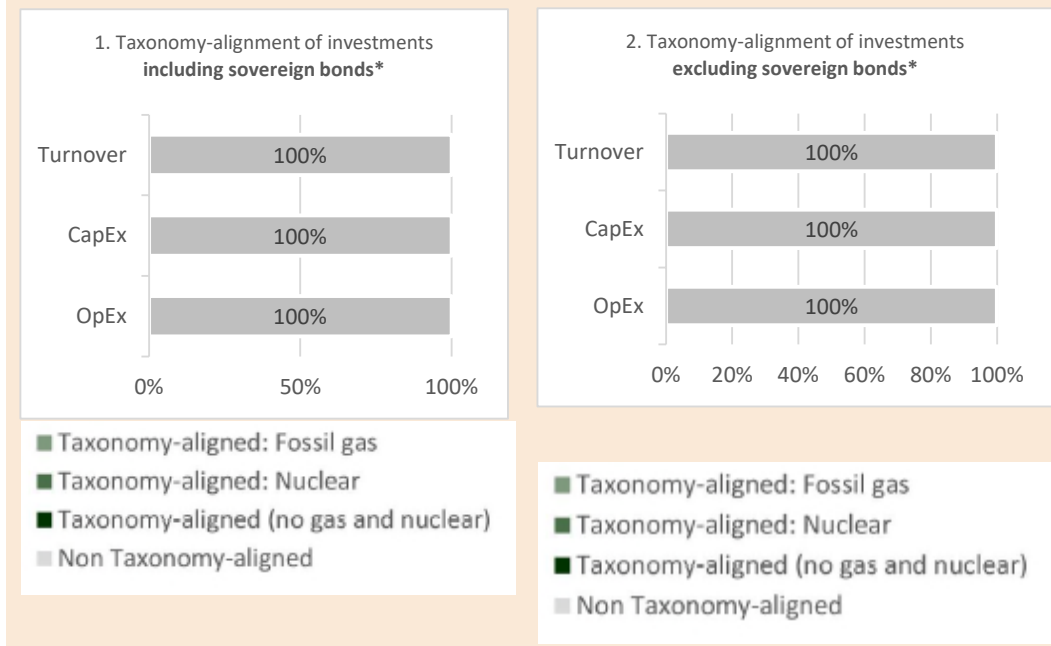 1. Taxonomy-alignment of investments
including sovereign bonds*
Turnover
100%
CapEx
100%
OpEx
100%
0%
50%
100%
Taxonomy-aligned: Fossil gas
Taxonomy-aligned: Nuclear
Taxonomy-aligned (no gas and nuclear)
Non Taxonomy-aligned
2. Taxonomy-alignment of investments
excluding sovereign bonds*
Turnover
100%
CapEx
100%
OpEx
100%
0%
20%
40%
60%
80%
100%
Taxonomy-aligned: Fossil gas
Taxonomy-aligned: Nuclear
Taxonomy-aligned (no gas and nuclear)
Non Taxonomy-aligned